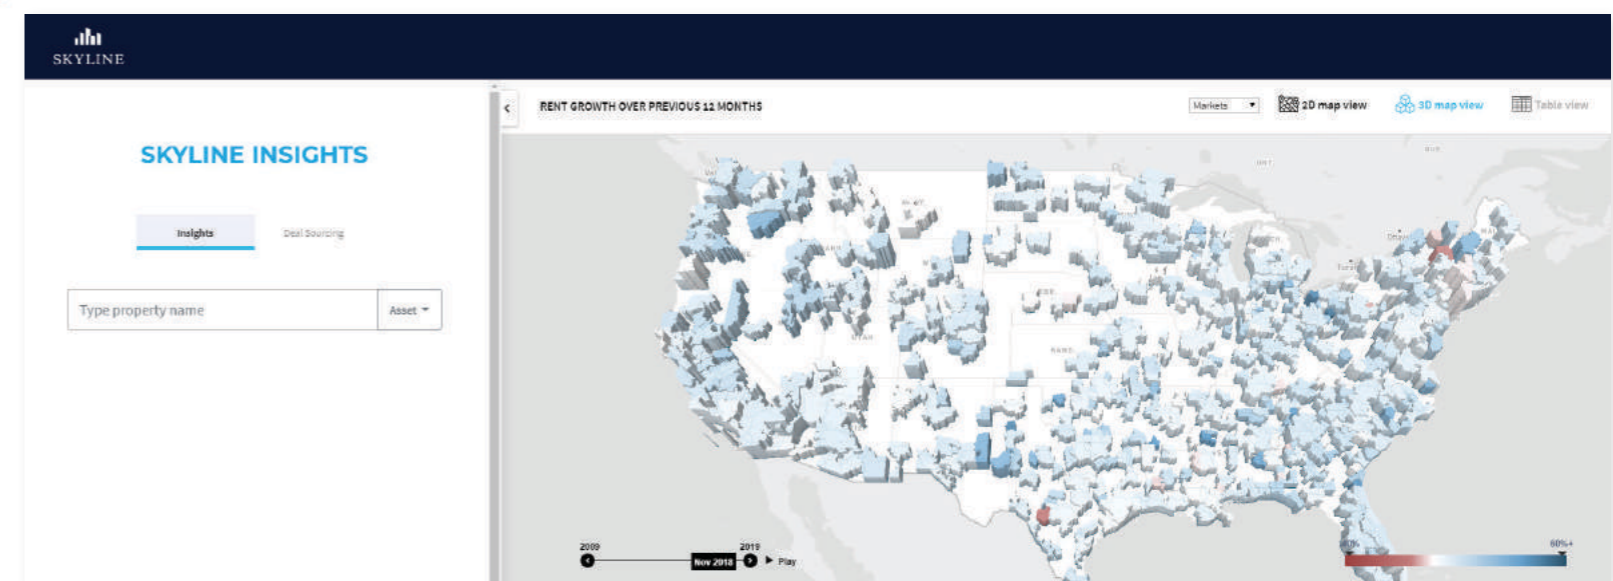 SKYLINE
RENT GROWTH OVER PREVIOUS 12 MONTHS
Markets
2D map view
3D map view
Table view
SKYLINE INSIGHTS
Insights
Deal Sourcing
Type property name
Asset
UTAH
2009
2019
Nov 2018
Play
60%+